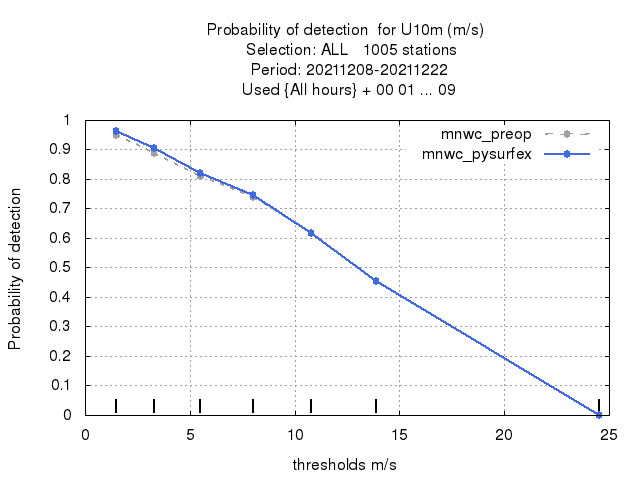 Probability of detection  for U10m (m/s)
Selection: ALL   1005 stations
Period: 20211208-20211222
Used {All hours} + 00 01 ... 09
mnwc_preop
mnwc_pysurfex
Probability of detection
1
0.9
0.8
0.7
0.6
0.5
0.4
0.3
0.2
0.1
0
0 5 10 15 20 25
thresholds m/s